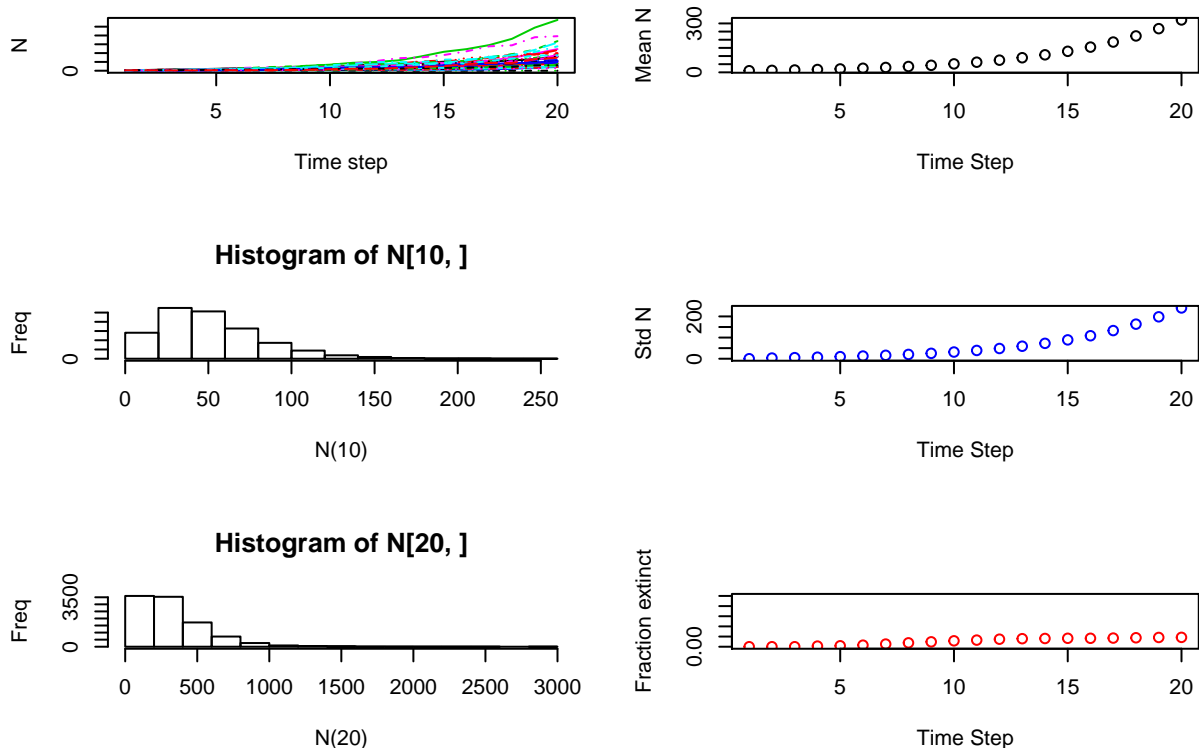 N
0
5 10 15 20
Time step
Mean N
0 300
5 10 15 20
Time Step
Histogram of N[10, ]
Freq
0
0 50 100 150 200 250
N(10)
Std N
0 200
5 10 15 20
Time Step
Histogram of N[20, ]
Freq
0 3500
0 500 1000 1500 2000 2500 3000
N(20)
Fraction extinct
0.00
5 10 15 20
Time Step